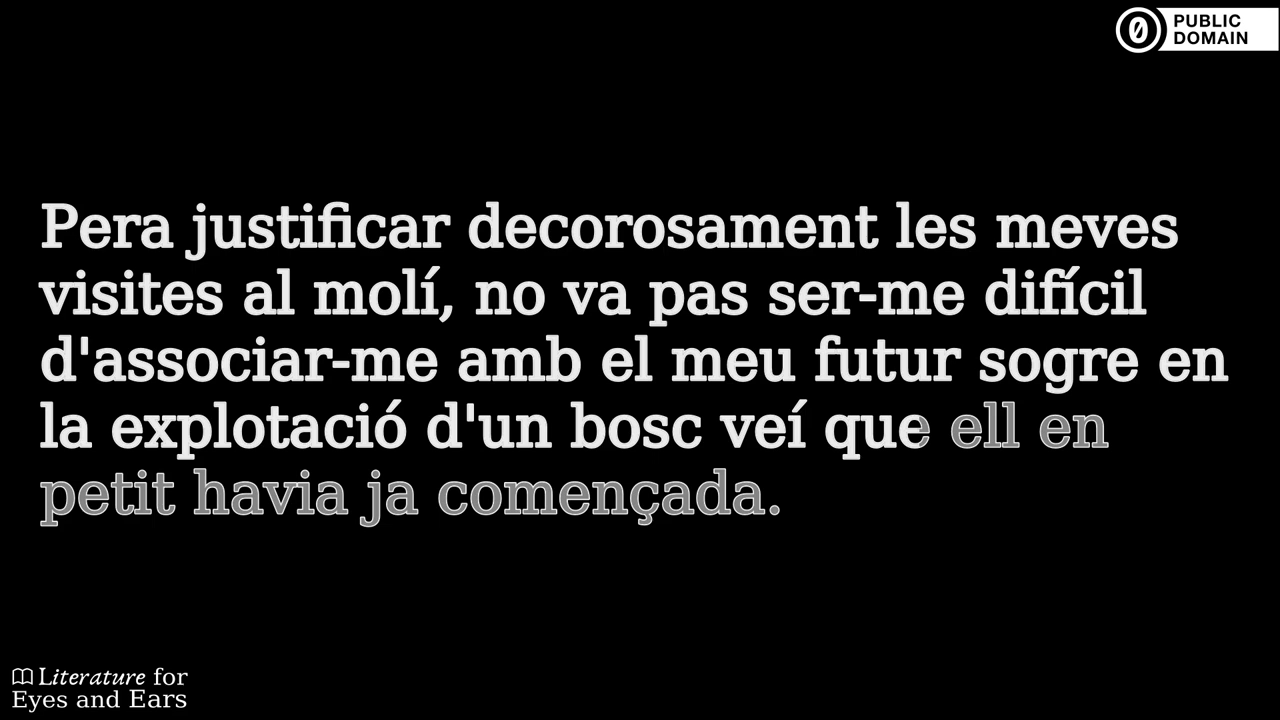 PUBLIC
DOMAIN
Pera justificar decorosament les meves
visites al molí, no va pas ser-me difícil
d'associar-me amb el meu futur sogre en
la explotació d'un bosc veí que ell en
petit havia ja començada.
Literature for
Eyes and Ears